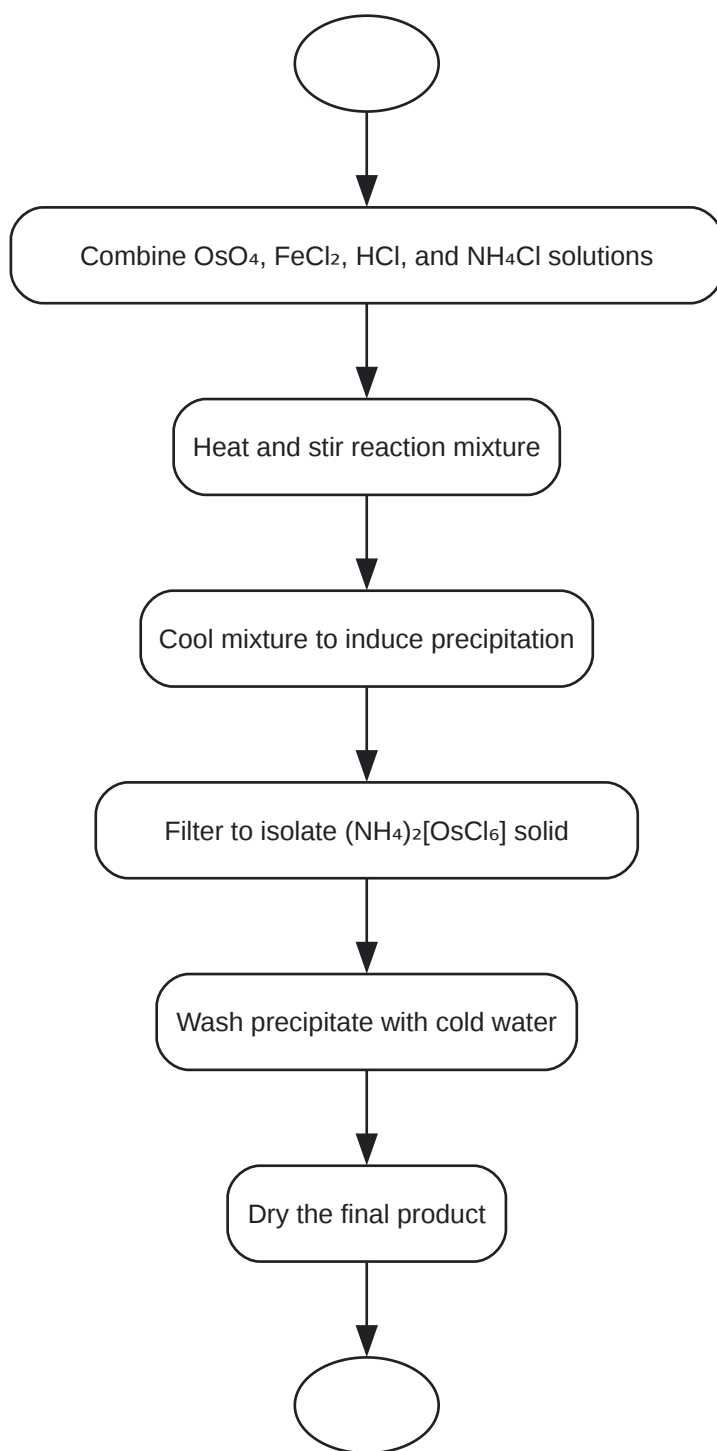 Combine OsO₄, FeCl₂, HCl, and NH₄Cl solutions
Heat and stir reaction mixture
Cool mixture to induce precipitation
Filter to isolate (NH₄)₂[OsCl₆] solid
Wash precipitate with cold water
Dry the final product